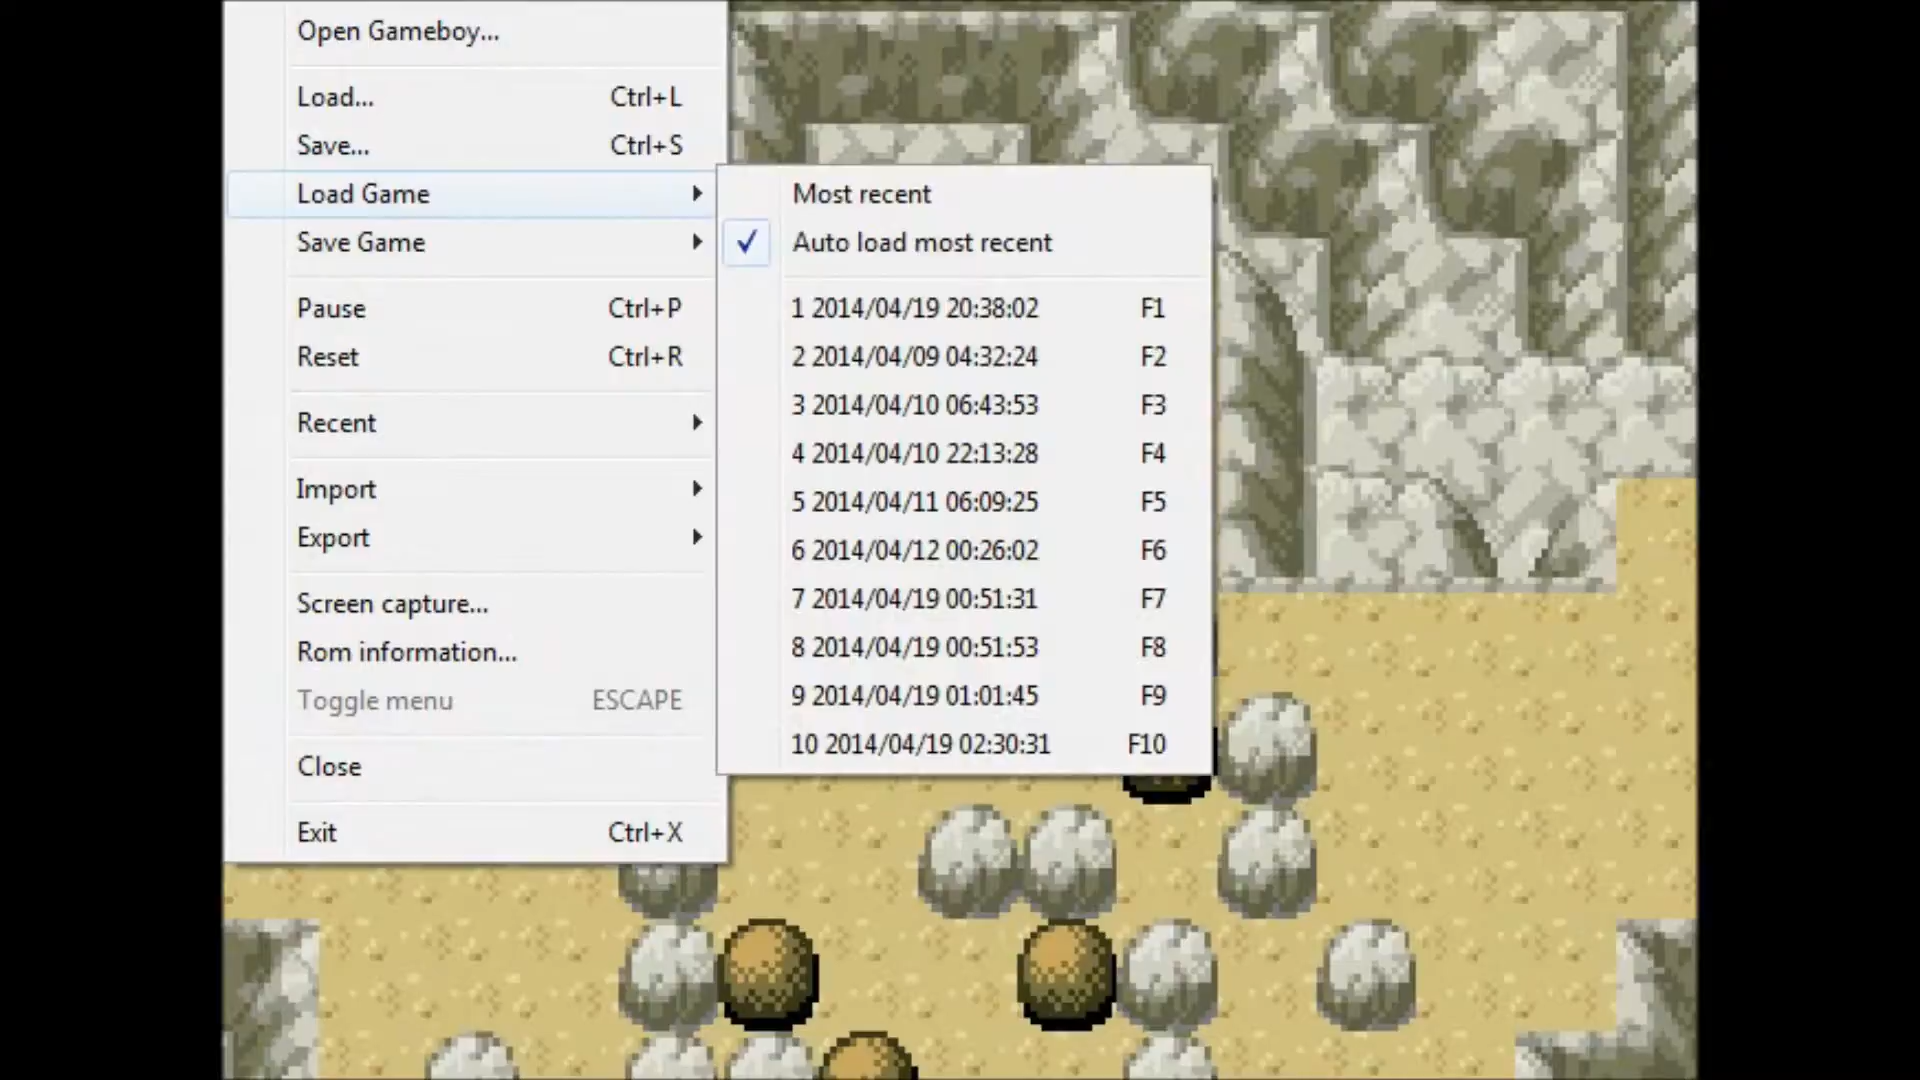 Open Gameboy...
Load... Ctrl+L
Save... Ctrl+S
Load Game
Save Game
Pause Ctrl+P
Reset Ctrl+R
Recent
Import
Export
Screen capture...
Rom information...
Toggle menu ESCAPE
Close
Exit Ctrl+X
Most recent
Auto load most recent
1 2014/04/19 20:38:02 F1
2 2014/04/09 04:32:24 F2
3 2014/04/10 06:43:53 F3
4 2014/04/10 22:13:28 F4
5 2014/04/11 06:09:25 F5
6 2014/04/12 00:26:02 F6
7 2014/04/19 00:51:31 F7
8 2014/04/19 00:51:53 F8
9 2014/04/19 01:01:45 F9
10 2014/04/19 02:30:31 F10